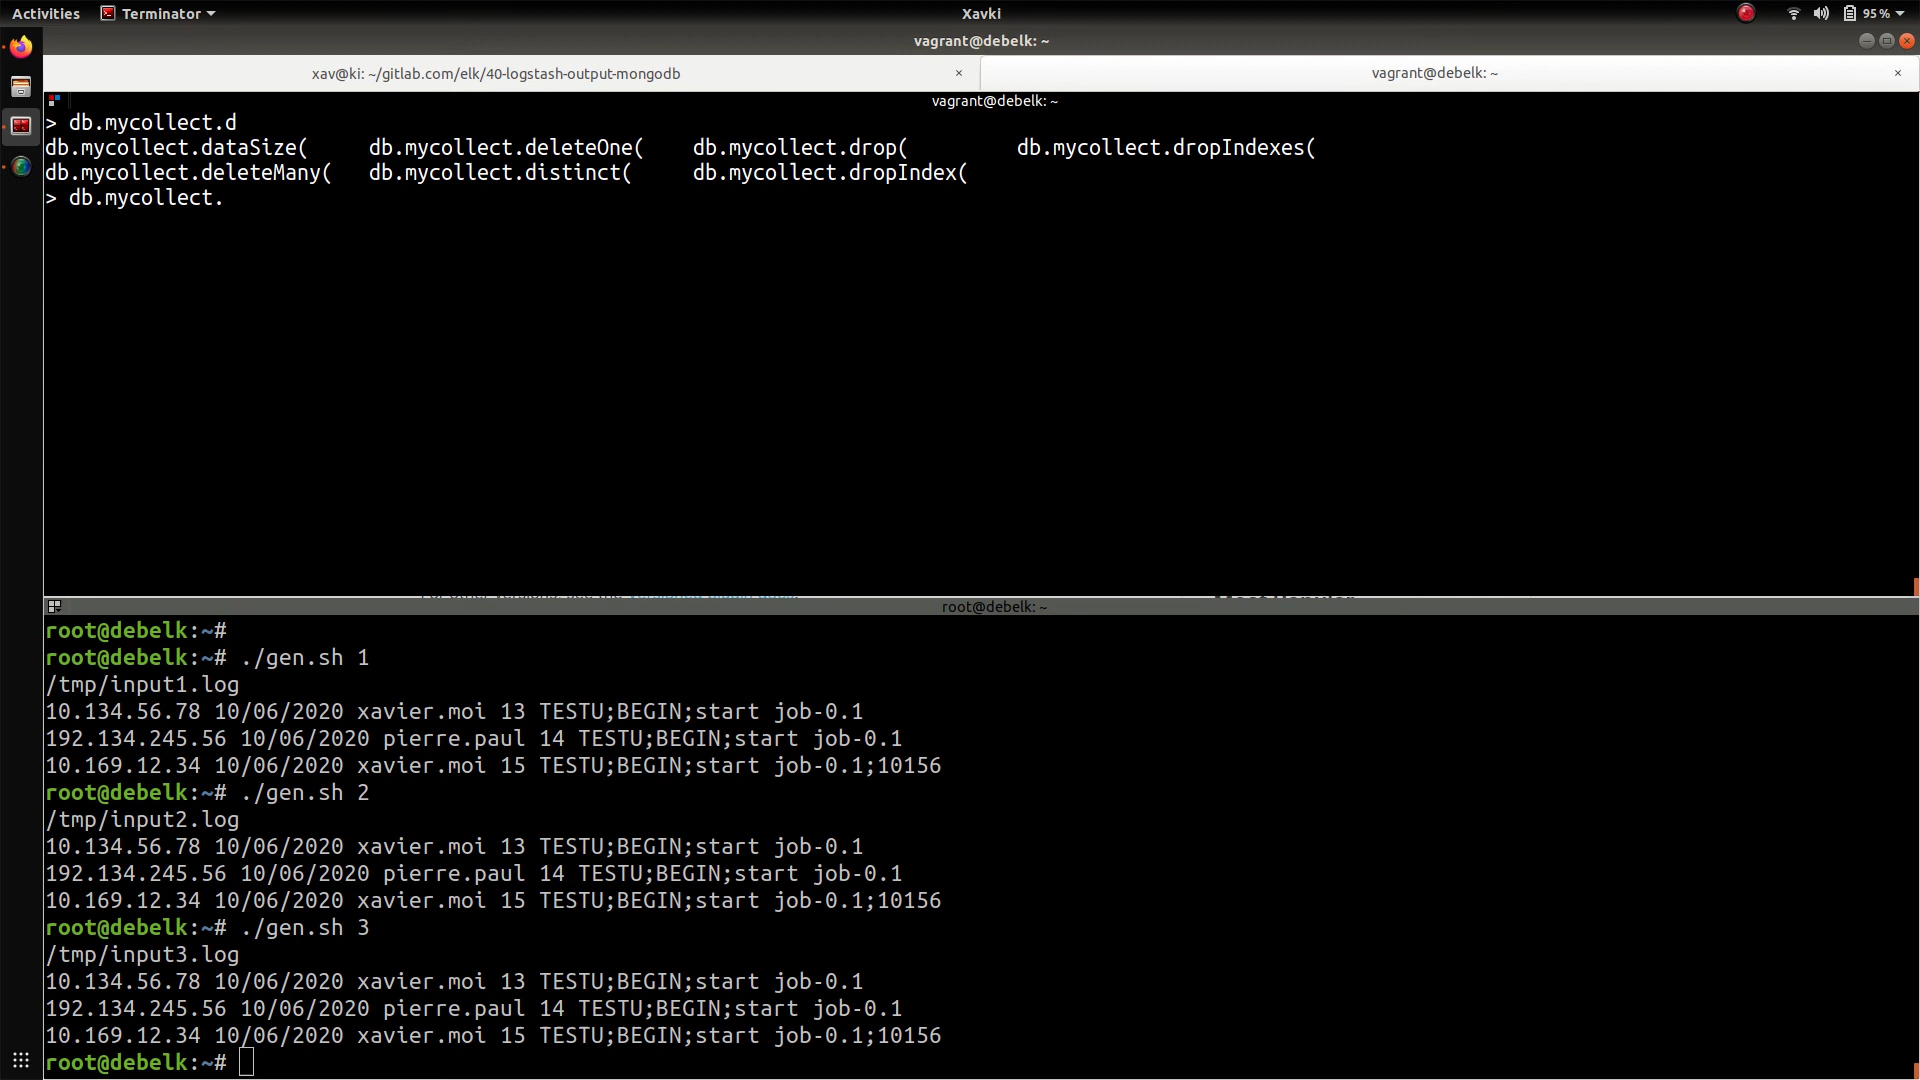 Activities Terminator Xavki 95 %
vagrant@debelk: ~
xav@ki: ~/gitlab.com/elk/40-logstash-output-mongodb × vagrant@debelk: ~ ×
vagrant@debelk: ~
> db.mycollect.d
db.mycollect.dataSize( db.mycollect.deleteOne( db.mycollect.drop( db.mycollect.dropIndexes(
db.mycollect.deleteMany( db.mycollect.distinct( db.mycollect.dropIndex(
> db.mycollect.
root@debelk: ~
root@debelk:~#
root@debelk:~# ./gen.sh 1
/tmp/input1.log
10.134.56.78 10/06/2020 xavier.moi 13 TESTU;BEGIN;start job-0.1
192.134.245.56 10/06/2020 pierre.paul 14 TESTU;BEGIN;start job-0.1
10.169.12.34 10/06/2020 xavier.moi 15 TESTU;BEGIN;start job-0.1;10156
root@debelk:~# ./gen.sh 2
/tmp/input2.log
10.134.56.78 10/06/2020 xavier.moi 13 TESTU;BEGIN;start job-0.1
192.134.245.56 10/06/2020 pierre.paul 14 TESTU;BEGIN;start job-0.1
10.169.12.34 10/06/2020 xavier.moi 15 TESTU;BEGIN;start job-0.1;10156
root@debelk:~# ./gen.sh 3
/tmp/input3.log
10.134.56.78 10/06/2020 xavier.moi 13 TESTU;BEGIN;start job-0.1
192.134.245.56 10/06/2020 pierre.paul 14 TESTU;BEGIN;start job-0.1
10.169.12.34 10/06/2020 xavier.moi 15 TESTU;BEGIN;start job-0.1;10156
root@debelk:~#